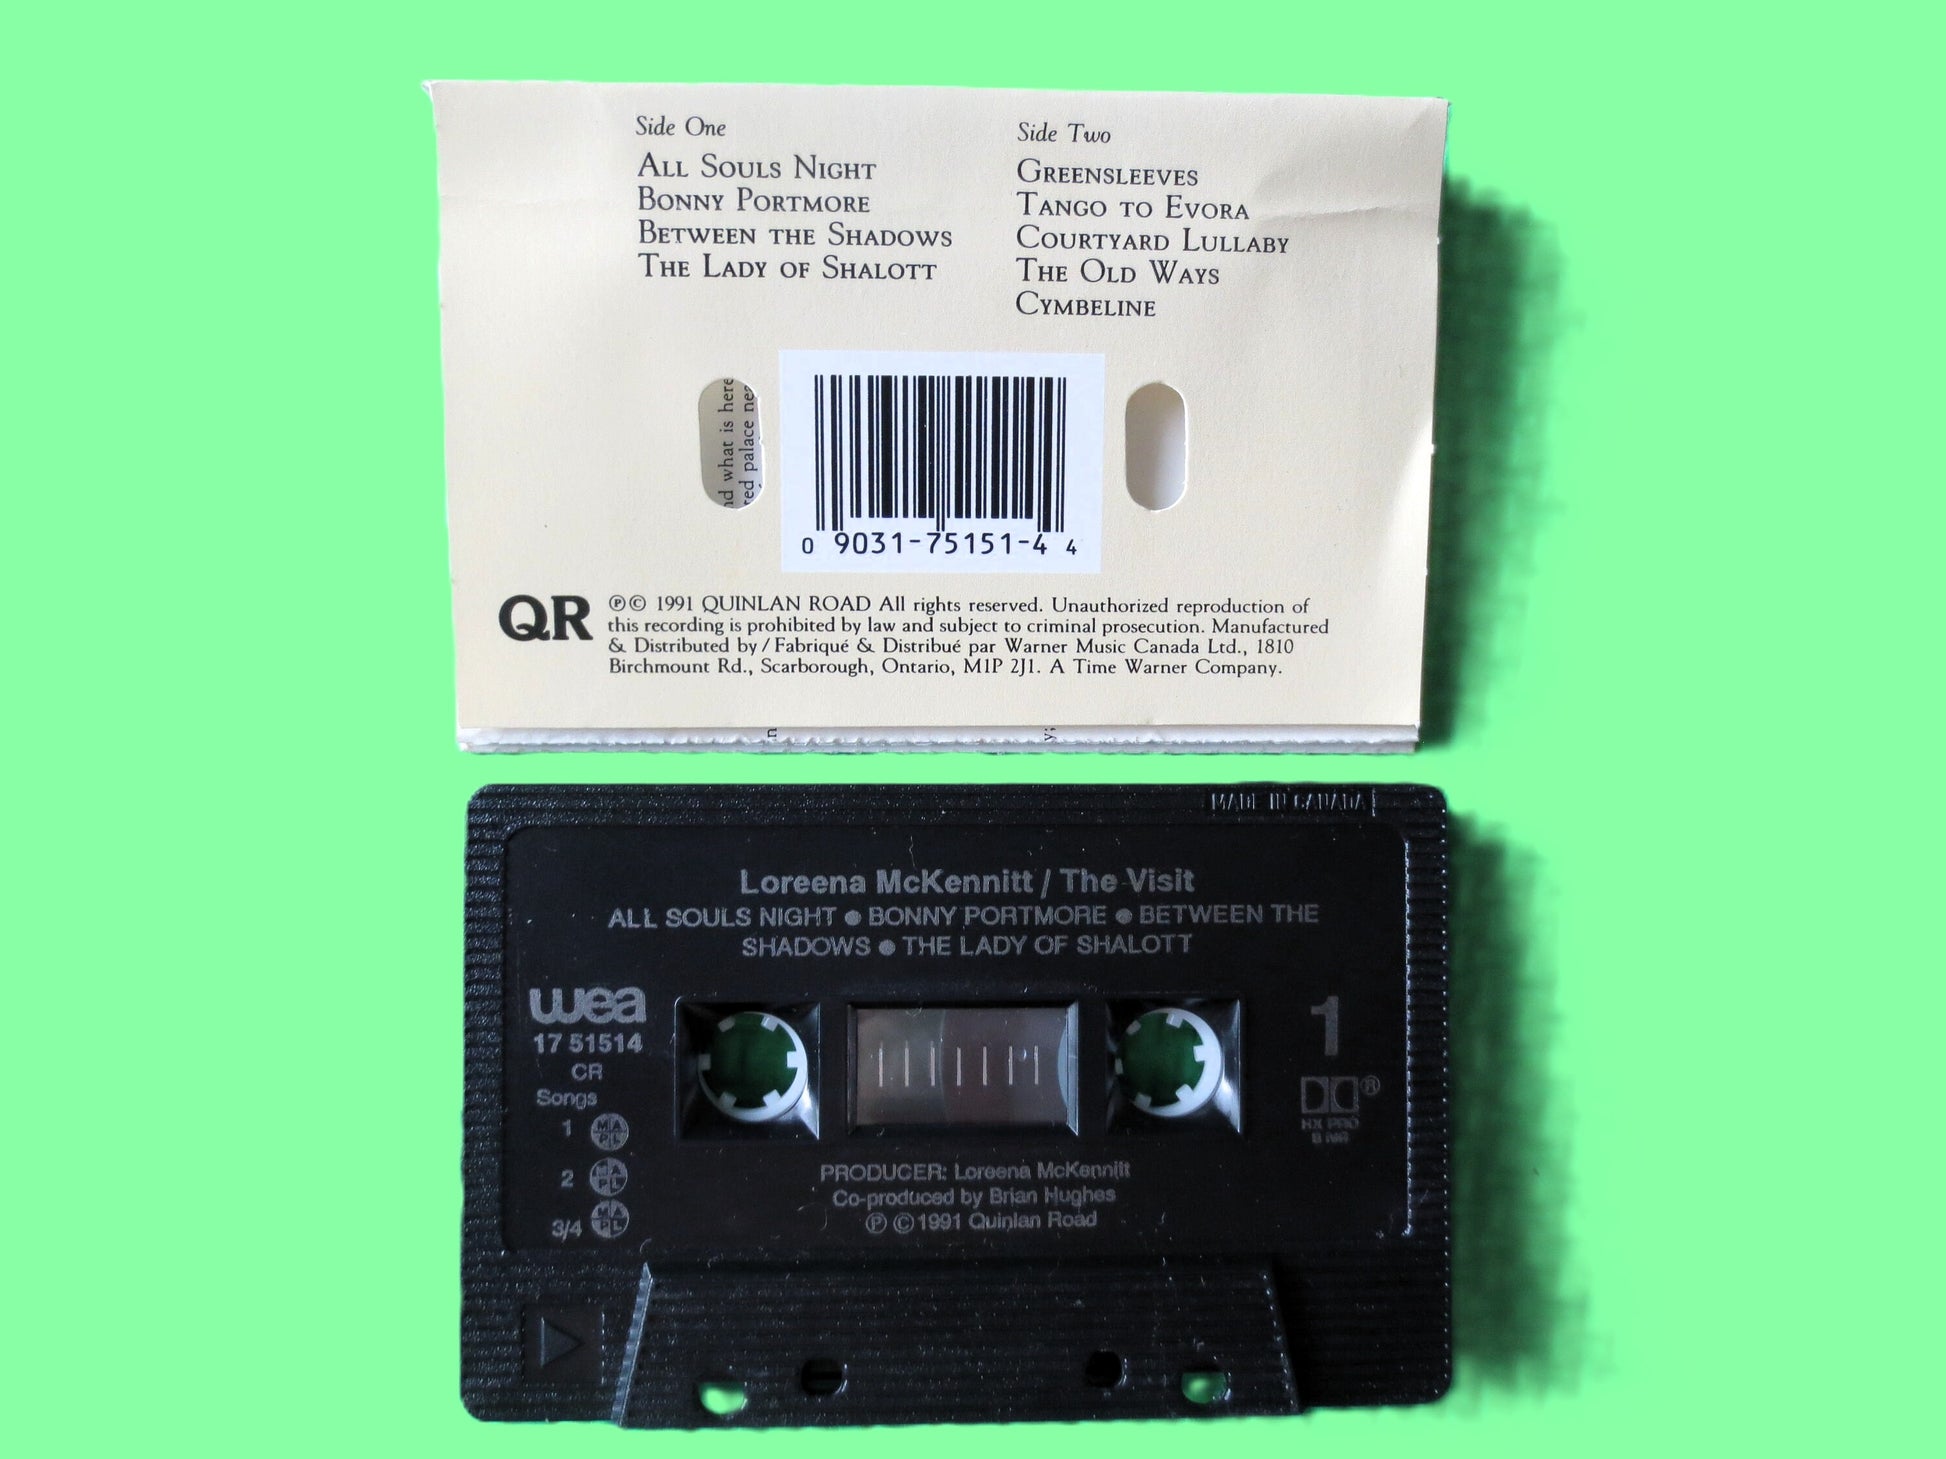 Side One
ALL SOULS NIGHT
BONNY PORTMORE
BETWEEN THE SHADOWS
THE LADY OF SHALOTT
Side Two
GREENSLEEVES
TANGO TO EVORA
COURTYARD LULLABY
THE OLD WAYS
CYMBELINE
what is here
palace
0 9031-75151-4 4
QR
℗© 1991 QUINLAN ROAD All rights reserved. Unauthorized reproduction of
this recording is prohibited by law and subject to criminal prosecution. Manufactured
& Distributed by / Fabriqué & Distribué par Warner Music Canada Ltd., 1810
Birchmount Rd., Scarborough, Ontario, M1P 2J1. A Time Warner Company.
MADE IN CANADA
Loreena McKennitt / The Visit
ALL SOULS NIGHT ● BONNY PORTMORE ● BETWEEN THE
SHADOWS ● THE LADY OF SHALOTT
wea
17 51514
CR
Songs
1 MAPL
2 MAPL
3/4 MAPL
1
®
HX PRO
B NR
PRODUCER: Loreena McKennitt
Co-produced by Brian Hughes
℗ © 1991 Quinlan Road